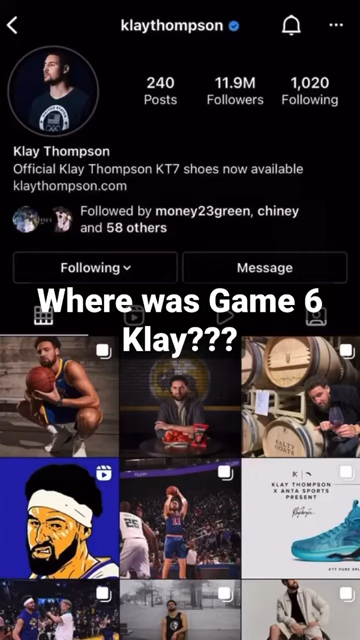 klaythompson
240
11.9M
1,020
Posts
Followers
Following
Klay Thompson
Official Klay Thompson KT7 shoes now available
klaythompson.com
Followed by money23green, chiney
and 58 others
Following
Message
Where was Game 6
Klay???
SALTY
GOATS
KLAY THOMPSON
X ANTA SPORTS
PRESENT